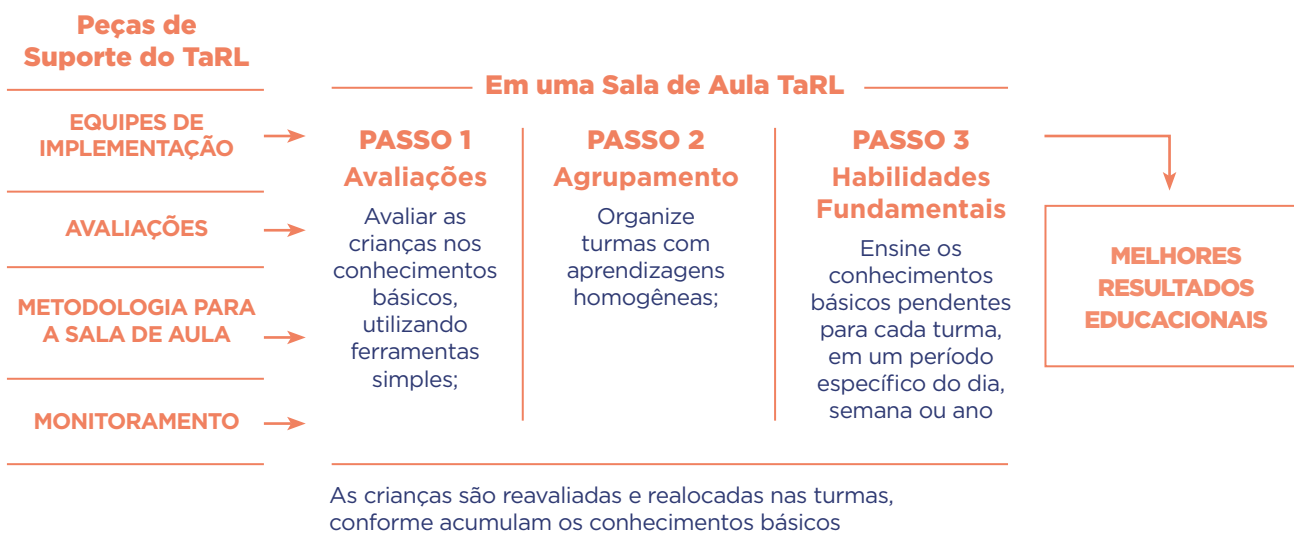 Peças de
Suporte do TaRL
EQUIPES DE
IMPLEMENTAÇÃO
AVALIAÇÕES
METODOLOGIA PARA
A SALA DE AULA
MONITORAMENTO
Em uma Sala de Aula TaRL
PASSO 1
Avaliações
Avaliar as
crianças nos
conhecimentos
básicos,
utilizando
ferramentas
simples;
PASSO 2
Agrupamento
Organize
turmas com
aprendizagens
homogêneas;
PASSO 3
Habilidades
Fundamentais
Ensine os
conhecimentos
básicos pendentes
para cada turma,
em um período
específico do dia,
semana ou ano
As crianças são reavaliadas e realocadas nas turmas,
conforme acumulam os conhecimentos básicos
MELHORES
RESULTADOS
EDUCACIONAIS